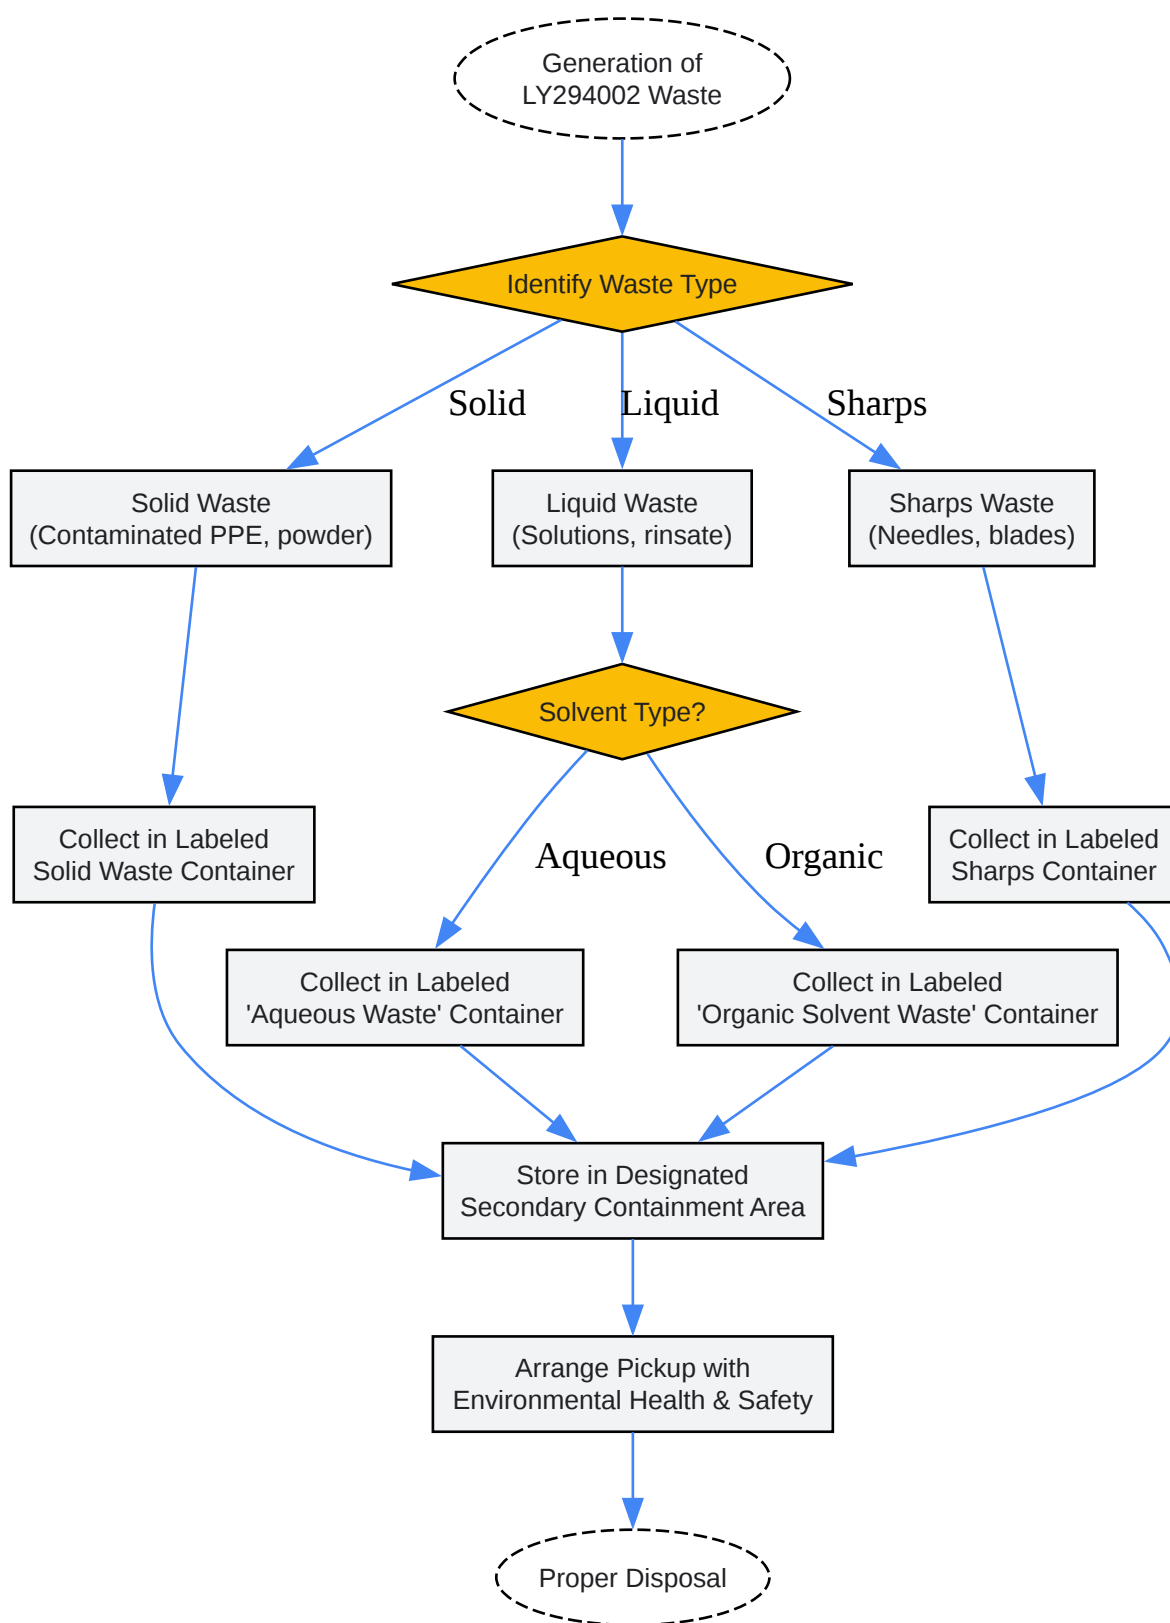 Generation of
LY294002 Waste
Identify Waste Type
Solid
Liquid
Sharps
Solid Waste
(Contaminated PPE, powder)
Liquid Waste
(Solutions, rinsate)
Sharps Waste
(Needles, blades)
Solvent Type?
Collect in Labeled
Solid Waste Container
Aqueous
Organic
Collect in Labeled
Sharps Container
Collect in Labeled
'Aqueous Waste' Container
Collect in Labeled
'Organic Solvent Waste' Container
Store in Designated
Secondary Containment Area
Arrange Pickup with
Environmental Health & Safety
Proper Disposal